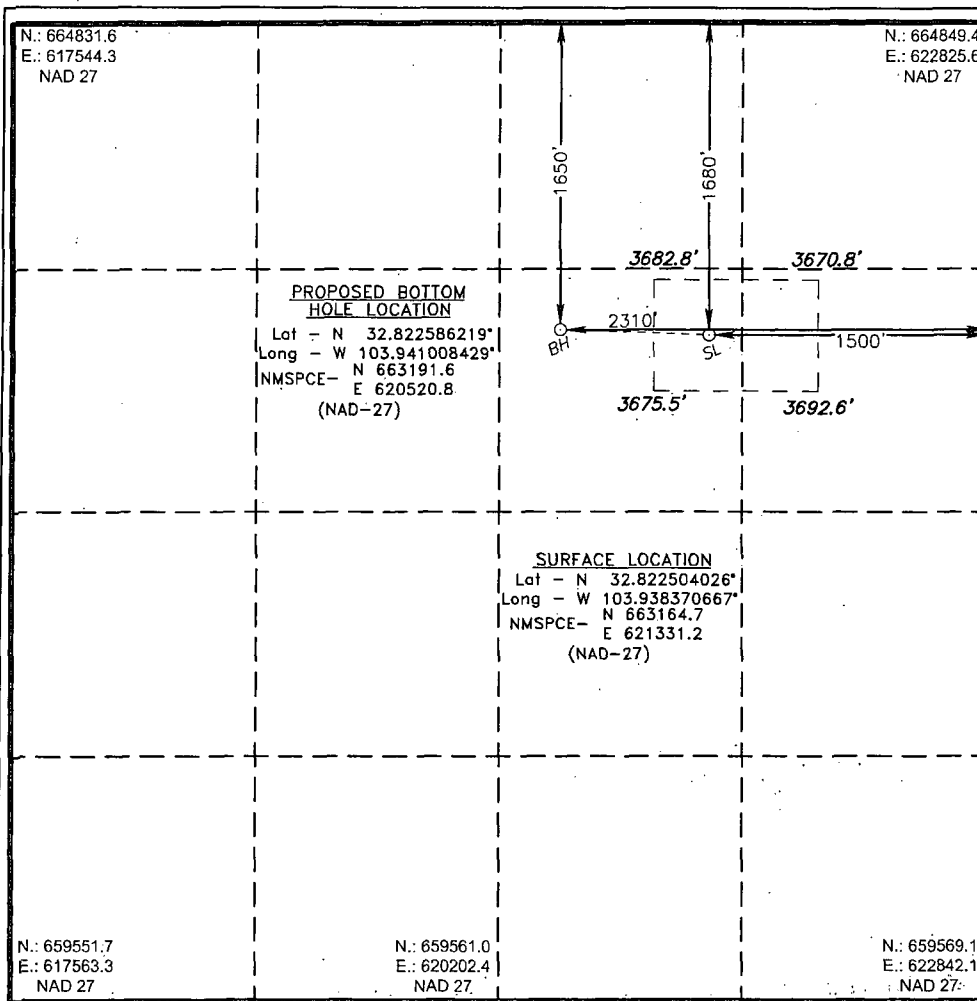 N.: 664831.6
E.: 617544.3
NAD 27
N.: 664849.4
E.: 622825.6
NAD 27
1650'
1680'
3682.8'
3670.8'
PROPOSED BOTTOM
HOLE LOCATION
Lat - N 32.822586219°
Long - W 103.941008429°
NMSPCE- N 663191.6
E 620520.8
(NAD-27)
2310'
BH
SL
1500'
3675.5'
3692.6'
SURFACE LOCATION
Lat - N 32.822504026°
Long - W 103.938370667°
NMSPCE- N 663164.7
E 621331.2
(NAD-27)
N.: 659551.7
E.: 617563.3
NAD 27
N.: 659561.0
E.: 620202.4
NAD 27
N.: 659569.1
E.: 622842.1
NAD 27